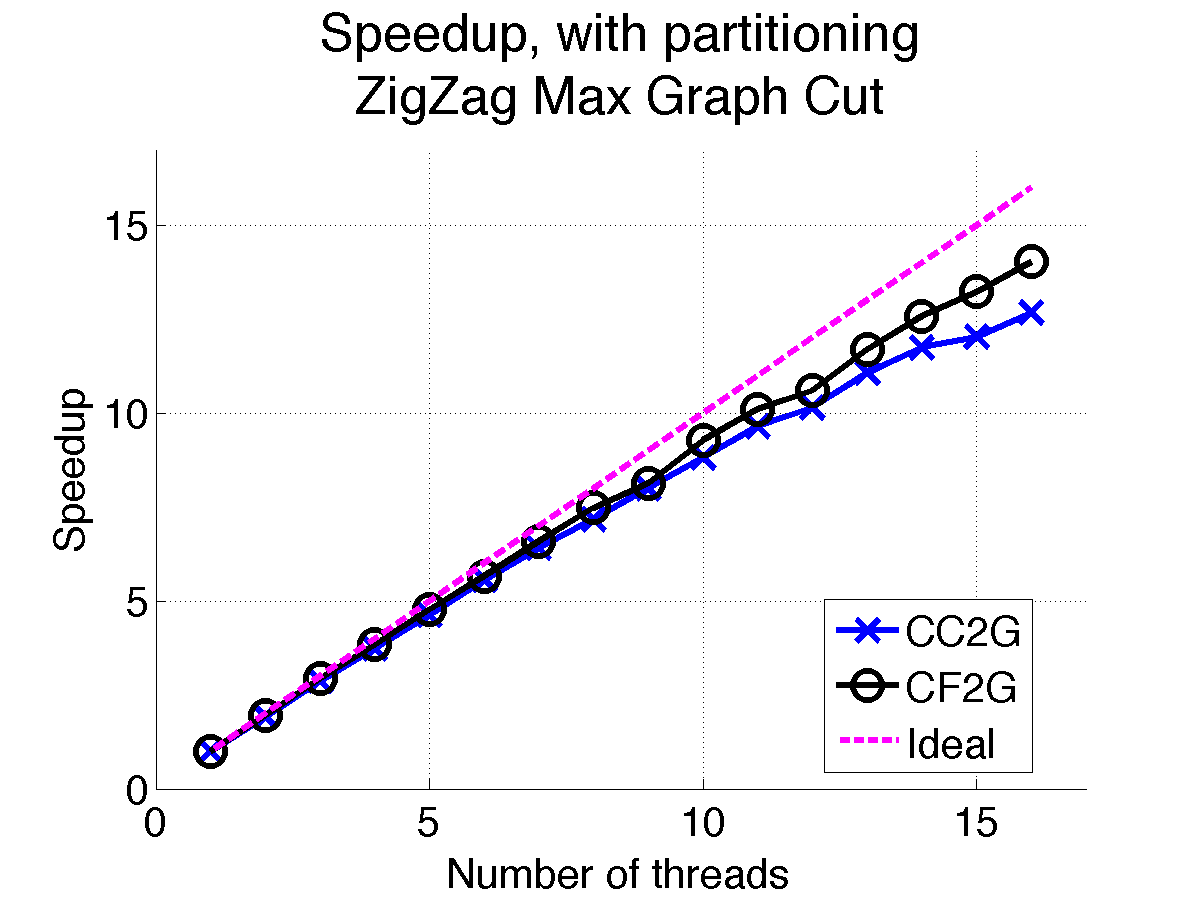 Speedup, with partitioning
ZigZag Max Graph Cut
15
10
5
0
Speedup
0 5 10 15
Number of threads
CC2G
CF2G
Ideal